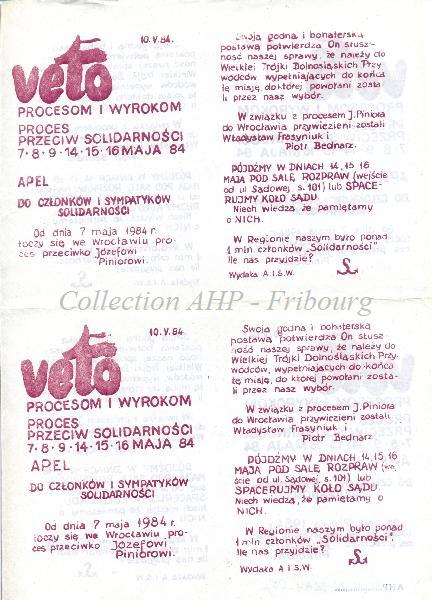 10.V.84.
veto
PROCESOM I WYROKOM
PROCES
PRZECIW SOLIDARNOŚCI
7·8·9·14·15·16 MAJA 84
APEL
DO CZŁONKÓW I SYMPATYKÓW
SOLIDARNOŚCI
Od dnia 7 maja 1984 r.
toczy się we Wrocławiu pro-
ces przeciwko Józefowi
Piniorowi.
Swoją godną i bohaterską
postawą potwierdza On słusz-
ność naszej sprawy, że należy do
Wielkiej Trójki Dolnośląskich Przy-
wódców wypełniających do końca
tę misję, do której powołani zosta-
li przez nasz wybór.
W związku z procesem J. Piniora
do Wrocławia przywiezieni zostali
Władysław Frasyniuk i
Piotr Bednarz.
PÓJDŹMY W DNIACH 14, 15, 16
MAJA POD SALĘ ROZPRAW (wejście
od ul. Sądowej, s. 101) lub SPACE-
RUJMY KOŁO SĄDU.
Niech wiedzą że pamiętamy
o NICH.
W Regionie naszym było ponad
1 mln. członków "Solidarności".
Ile nas przyjdzie?
Wydała A.I.S.W.
Collection AHP - Fribourg
10.V.84.
veto
PROCESOM I WYROKOM
PROCES
PRZECIW SOLIDARNOŚCI
7·8·9·14·15·16 MAJA 84
APEL
DO CZŁONKÓW I SYMPATYKÓW
SOLIDARNOŚCI
Od dnia 7 maja 1984 r.
toczy się we Wrocławiu pro-
ces przeciwko Józefowi
Piniorowi.
Swoją godną i bohaterską
postawą potwierdza On słusz-
ność naszej sprawy, że należy do
Wielkiej Trójki Dolnośląskich Przy-
wódców, wypełniających do końca
tę misję, do której powołani zosta-
li przez nasz wybór.
W związku z procesem J. Piniora
do Wrocławia przywiezieni zostali
Władysław Frasyniuk i
Piotr Bednarz.
PÓJDŹMY W DNIACH 14, 15, 16
MAJA POD SALĘ ROZPRAW (wej-
ście od ul. Sądowej, s. 101) lub
SPACERUJMY KOŁO SĄDU.
Niech wiedzą, że pamiętamy o
NICH.
W Regionie naszym było ponad
1 mln. członków "Solidarności".
Ile nas przyjdzie?
Wydała A.I.S.W.
AHP